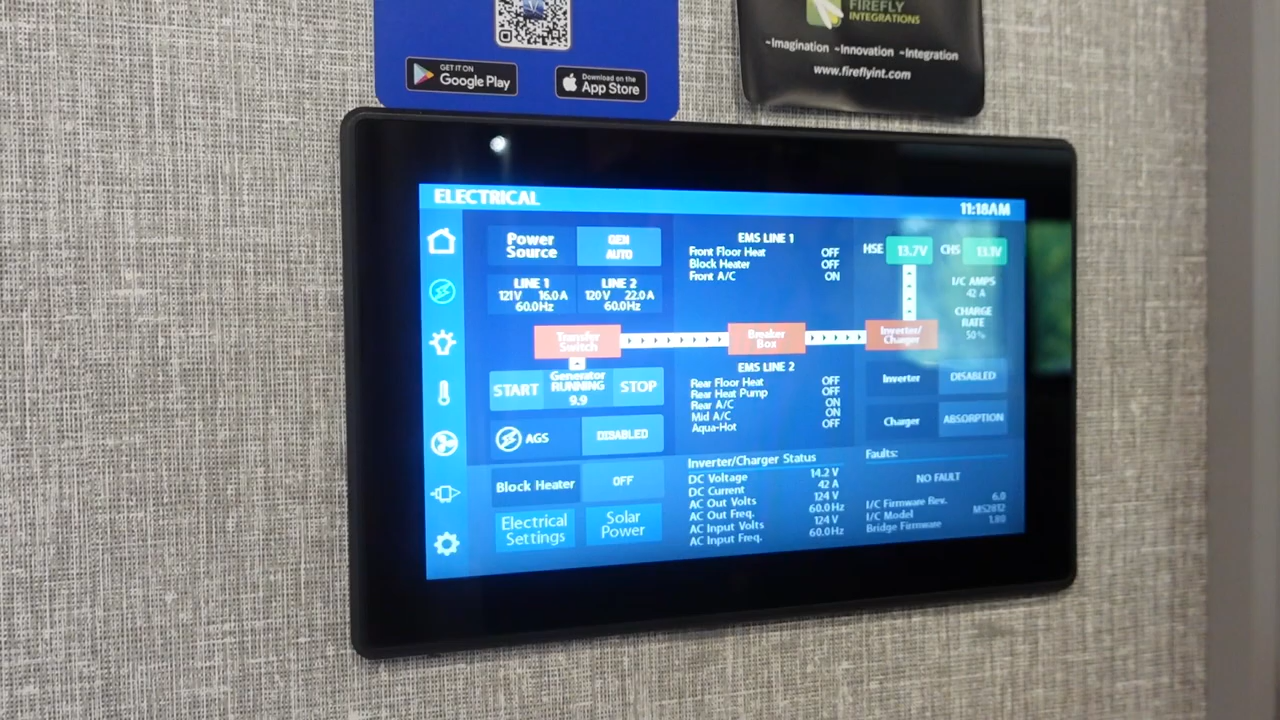 GET IT ON
Google Play
Download on the
App Store
FIREFLY
INTEGRATIONS
~Imagination ~Innovation ~Integration
www.fireflyint.com
ELECTRICAL
11:18AM
Power
Source
GEN
AUTO
LINE 1
121V 16.0A
60.0Hz
LINE 2
120V 22.0A
60.0Hz
EMS LINE 1
Front Floor Heat OFF
Block Heater OFF
Front A/C ON
HSE 13.7V CHS 13.1V
I/C AMPS
42 A
CHARGE
RATE
50%
Transfer
Switch
Breaker
Box
Inverter/
Charger
START
Generator
RUNNING
9.9
STOP
EMS LINE 2
Rear Floor Heat OFF
Rear Heat Pump OFF
Rear A/C ON
Mid A/C ON
Aqua-Hot OFF
Inverter DISABLED
Charger ABSORPTION
AGS DISABLED
Block Heater OFF
Electrical
Settings
Solar
Power
Inverter/Charger Status
DC Voltage 14.2 V
DC Current 42 A
AC Out Volts 124 V
AC Out Freq. 60.0Hz
AC Input Volts 124 V
AC Input Freq. 60.0Hz
Faults:
NO FAULT
I/C Firmware Rev. 6.0
I/C Model MS2812
Bridge Firmware 1.80